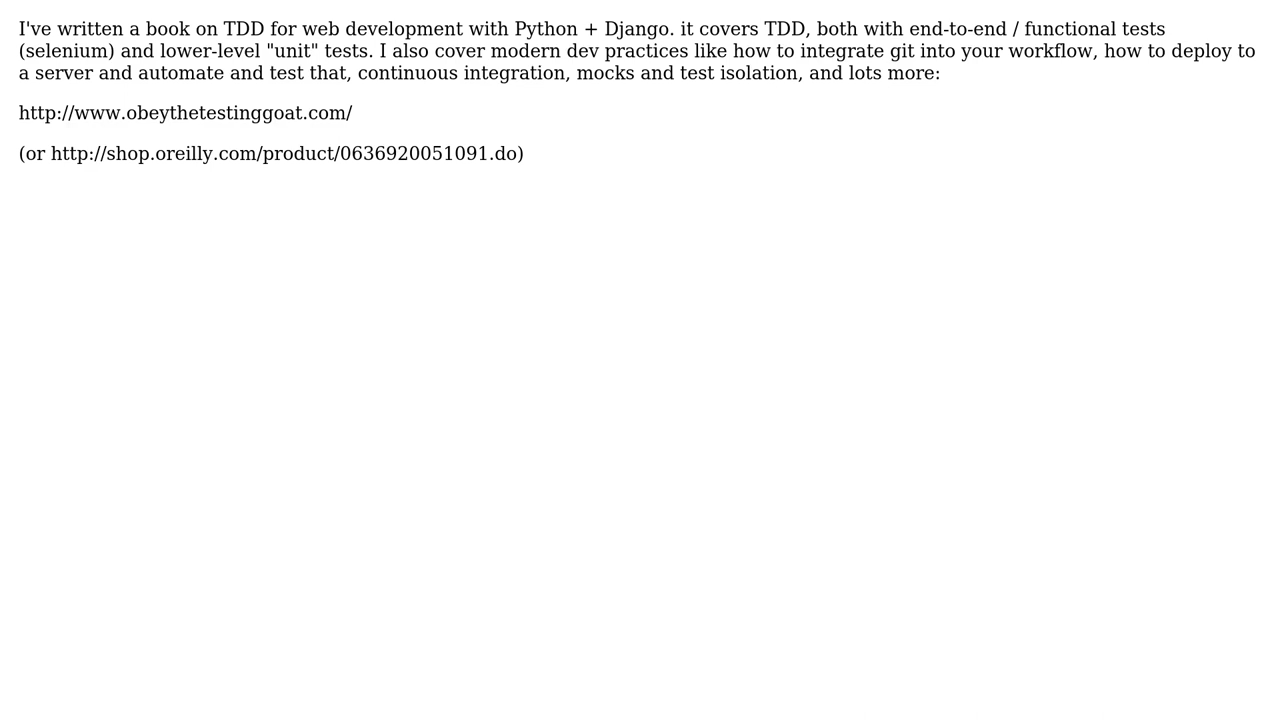 I've written a book on TDD for web development with Python + Django. it covers TDD, both with end-to-end / functional tests
(selenium) and lower-level "unit" tests. I also cover modern dev practices like how to integrate git into your workflow, how to deploy to
a server and automate and test that, continuous integration, mocks and test isolation, and lots more:
http://www.obeythetestinggoat.com/
(or http://shop.oreilly.com/product/0636920051091.do)